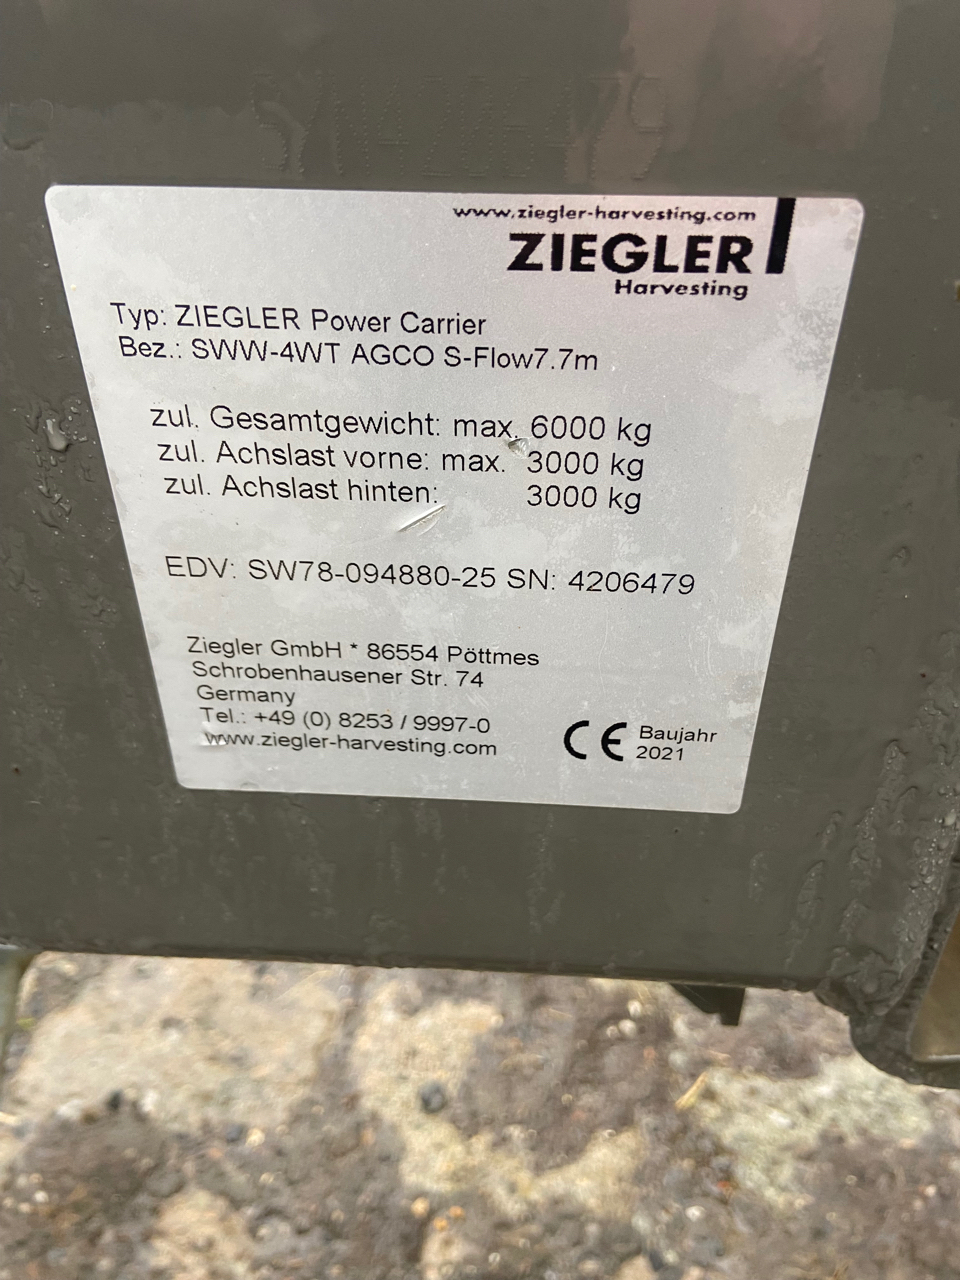 SW4206479
www.ziegler-harvesting.com
ZIEGLER
Harvesting
Typ: ZIEGLER Power Carrier
Bez.: SWW-4WT AGCO S-Flow7.7m
zul. Gesamtgewicht: max. 6000 kg
zul. Achslast vorne: max. 3000 kg
zul. Achslast hinten: 3000 kg
EDV: SW78-094880-25 SN: 4206479
Ziegler GmbH * 86554 Pöttmes
Schrobenhausener Str. 74
Germany
Tel.: +49 (0) 8253 / 9997-0
www.ziegler-harvesting.com
CE Baujahr
2021